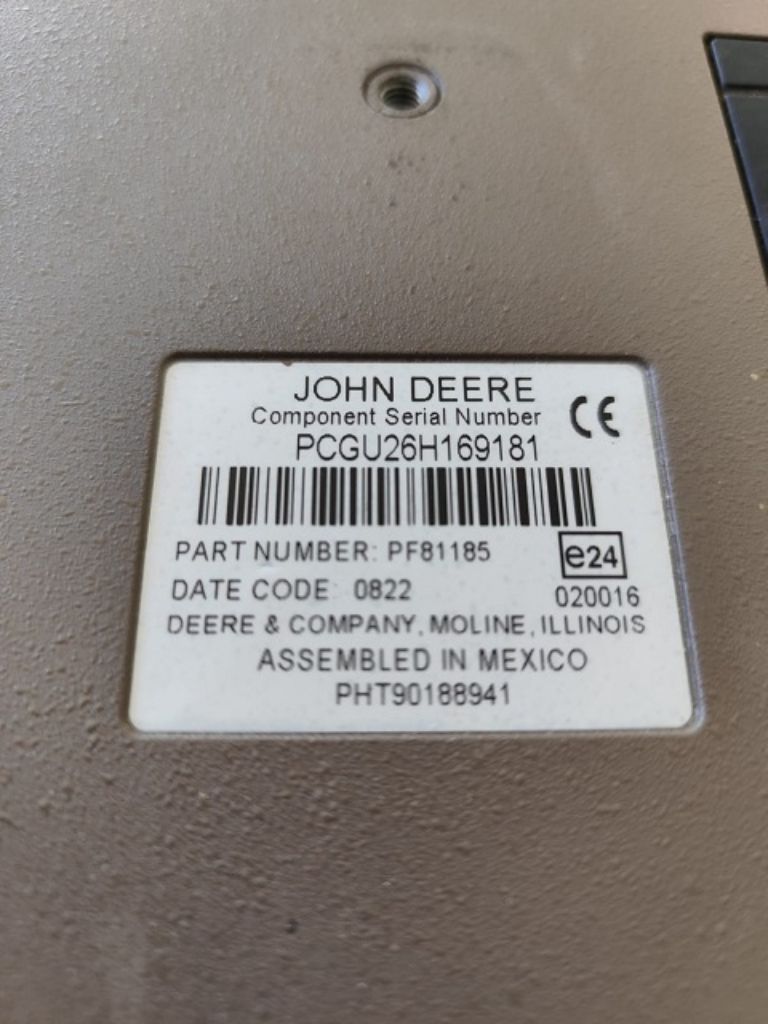 JOHN DEERE
Component Serial Number
CE
PCGU26H169181
PART NUMBER: PF81185
e24
DATE CODE: 0822
020016
DEERE & COMPANY, MOLINE, ILLINOIS
ASSEMBLED IN MEXICO
PHT90188941